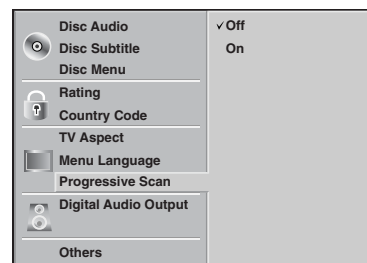 Disc Audio
Disc Subtitle
Disc Menu
Rating
Country Code
TV Aspect
Menu Language
Progressive Scan
Digital Audio Output
Others
✓ Off
On